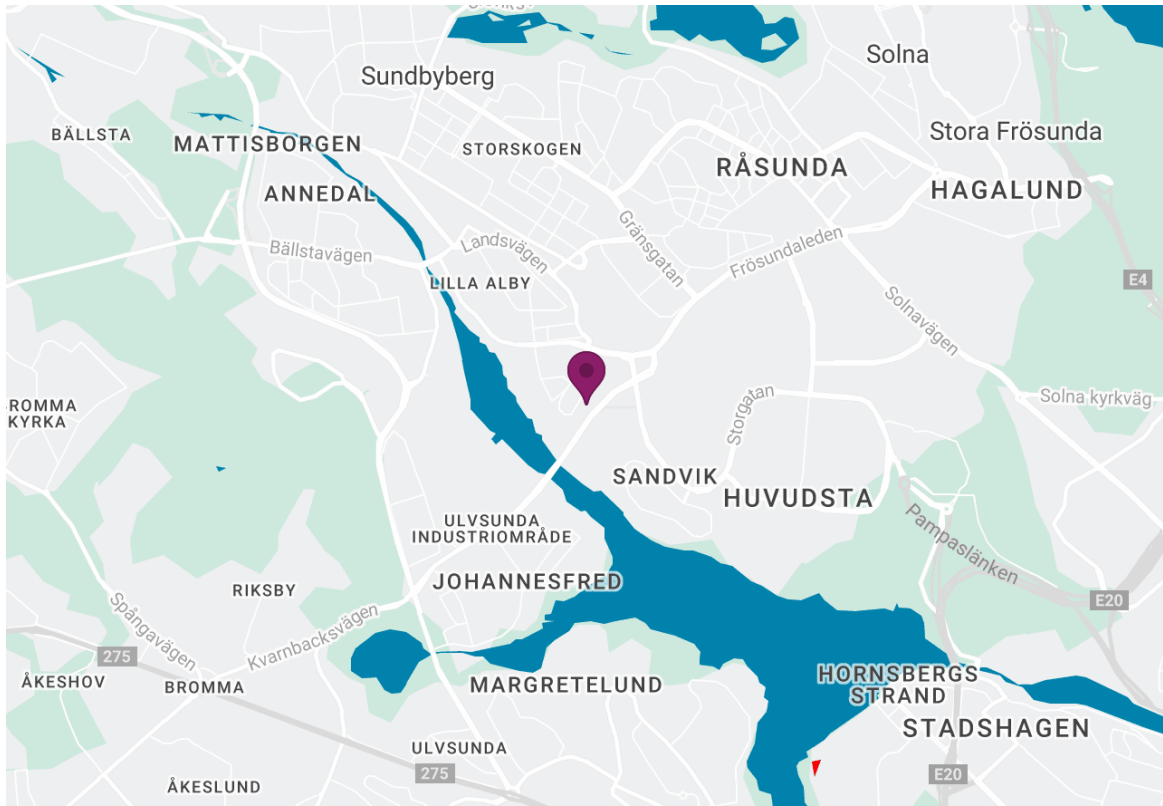 Solna
Sundbyberg
BÄLLSTA
Stora Frösunda
MATTISBORGEN
STORSKOGEN
RÅSUNDA
HAGALUND
ANNEDAL
Gränsgatan
Bällstavägen
Landsvägen
Frösundaleden
LILLA ALBY
E4
Solnavägen
Solna kyrkväg
ROMMA
KYRKA
Storgatan
SANDVIK
HUVUDSTA
ULVSUNDA
INDUSTRIOMRÅDE
Pampaslänken
JOHANNESFRED
RIKSBY
E20
Spångavägen
Kvarnbacksvägen
275
ÅKESHOV
BROMMA
MARGRETELUND
HORNSBERGS
STRAND
STADSHAGEN
ULVSUNDA
275
E20
ÅKESLUND